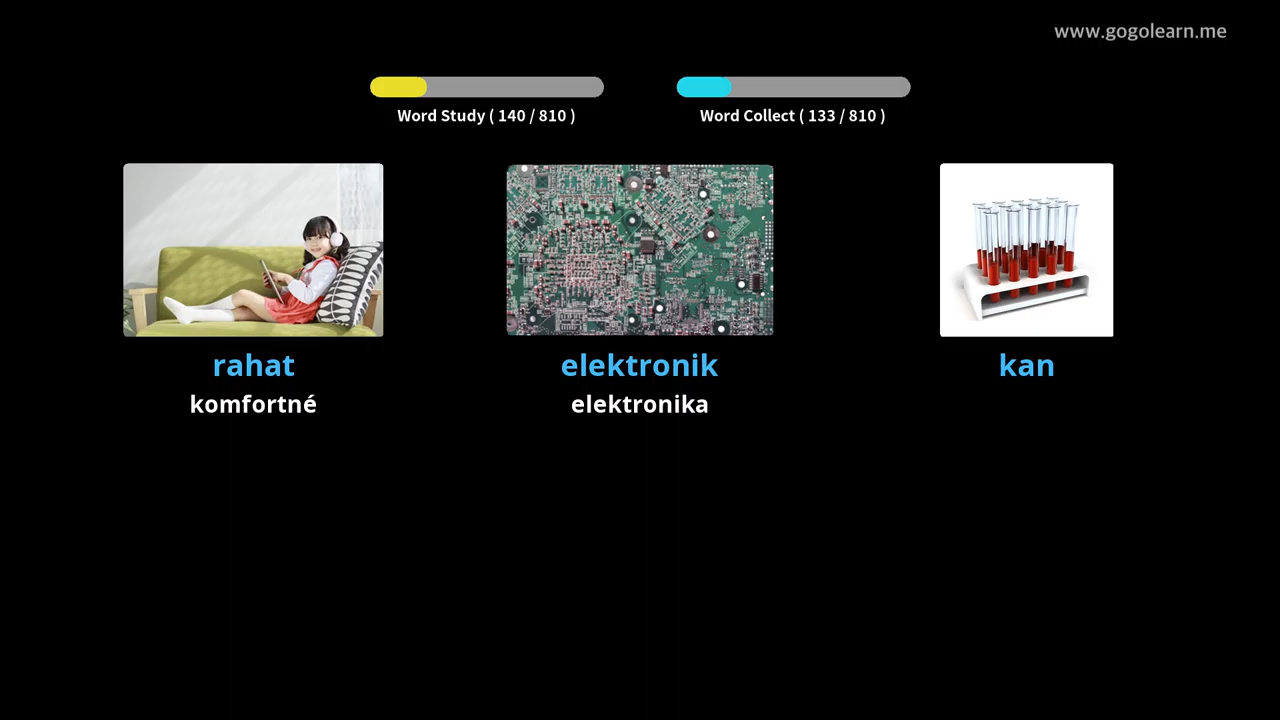 www.gogolearn.me
Word Study ( 140 / 810 )
Word Collect ( 133 / 810 )
rahat
elektronik
kan
komfortné
elektronika